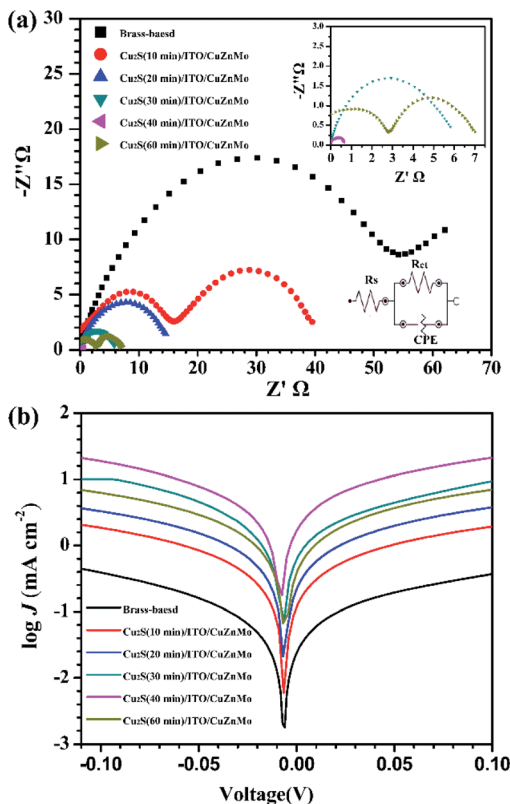 (a)
30
25
20
15
10
5
0
-Z"Ω
Brass-baesd
Cu2S(10 min)/ITO/CuZnMo
Cu2S(20 min)/ITO/CuZnMo
Cu2S(30 min)/ITO/CuZnMo
Cu2S(40 min)/ITO/CuZnMo
Cu2S(60 min)/ITO/CuZnMo
3.0
2.5
2.0
1.5
1.0
0.5
0.0
-Z"Ω
0 1 2 3 4 5 6 7
Z' Ω
Rs
Rct
CPE
0 10 20 30 40 50 60 70
Z' Ω
(b)
2
1
0
-1
-2
-3
log J (mA cm-2)
Brass-baesd
Cu2S(10 min)/ITO/CuZnMo
Cu2S(20 min)/ITO/CuZnMo
Cu2S(30 min)/ITO/CuZnMo
Cu2S(40 min)/ITO/CuZnMo
Cu2S(60 min)/ITO/CuZnMo
-0.10 -0.05 0.00 0.05 0.10
Voltage(V)